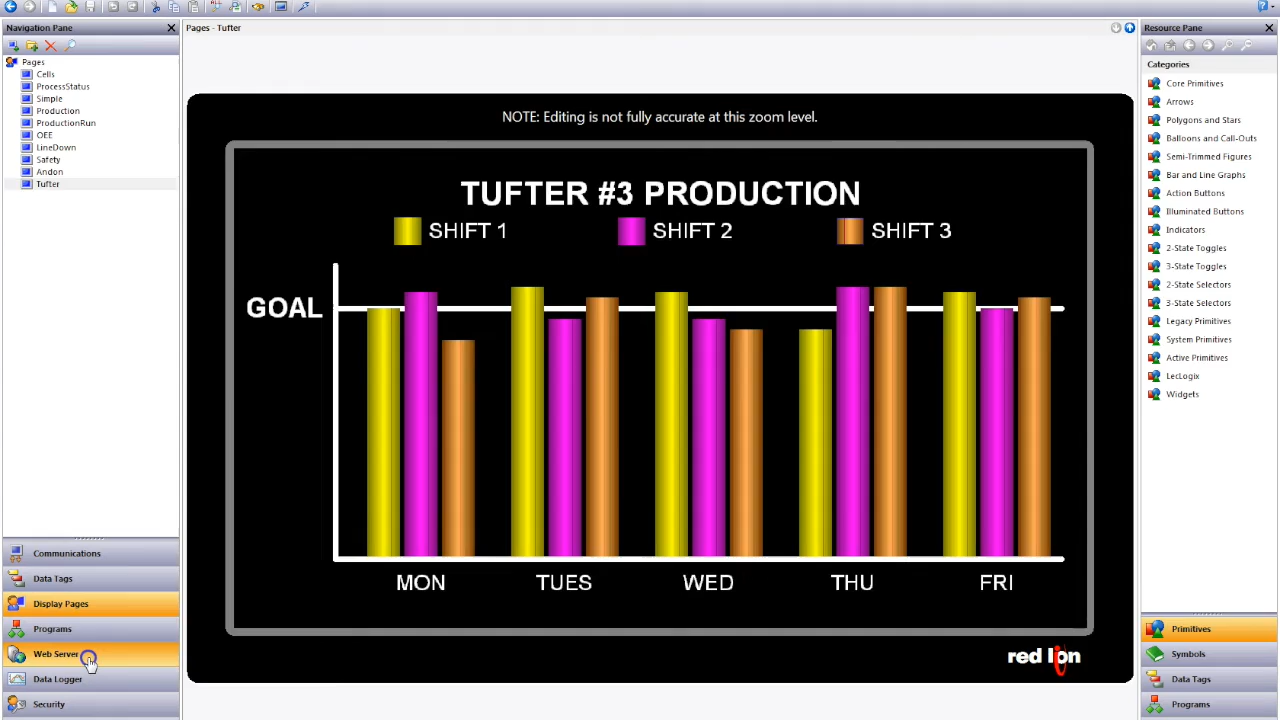 Navigation Pane
Pages - Tufter
Resource Pane
Pages
Cells
ProcessStatus
Simple
Production
ProductionRun
OEE
LineDown
Safety
Andon
Tufter
Communications
Data Tags
Display Pages
Programs
Web Server
Data Logger
Security
NOTE: Editing is not fully accurate at this zoom level.
TUFTER #3 PRODUCTION
SHIFT 1 SHIFT 2 SHIFT 3
GOAL
MON TUES WED THU FRI
red lion
Categories
Core Primitives
Arrows
Polygons and Stars
Balloons and Call-Outs
Semi-Trimmed Figures
Bar and Line Graphs
Action Buttons
Illuminated Buttons
Indicators
2-State Toggles
3-State Toggles
2-State Selectors
3-State Selectors
Legacy Primitives
System Primitives
Active Primitives
LecLogix
Widgets
Primitives
Symbols
Data Tags
Programs